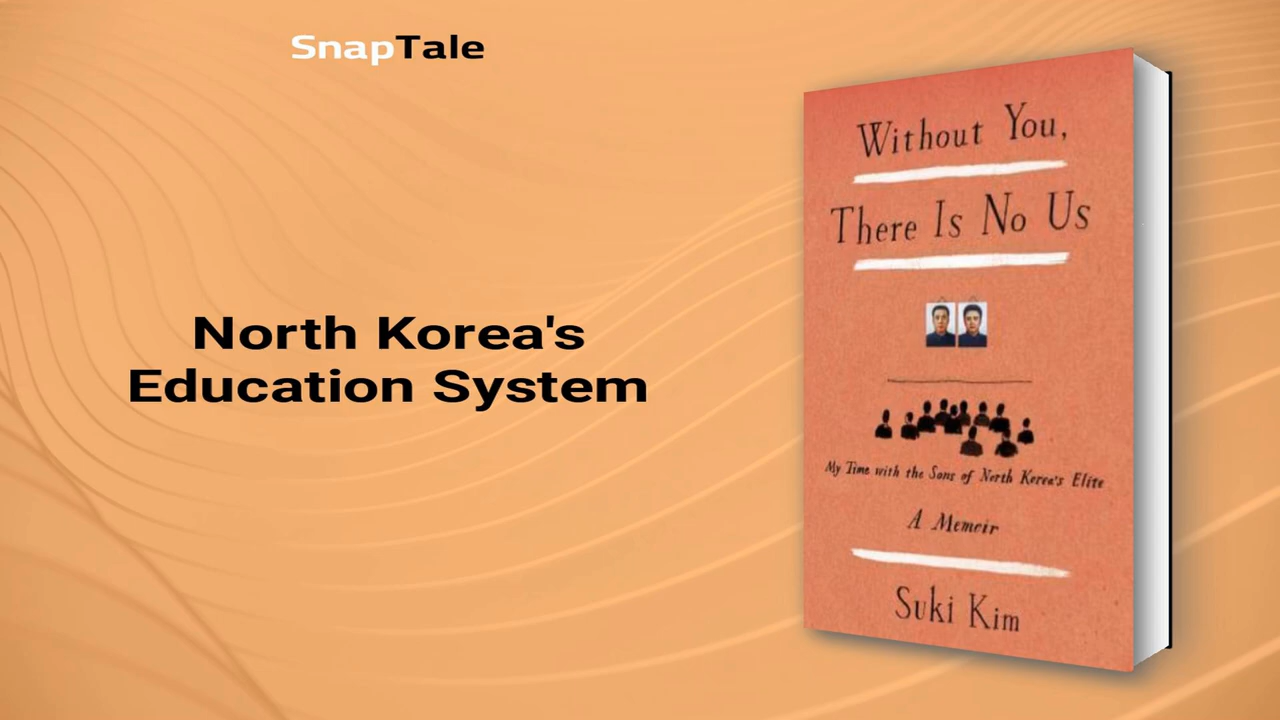 SnapTale
North Korea's
Education System
Without You,
There Is No Us
My Time with the Sons of North Korea's Elite
A Memoir
Suki Kim